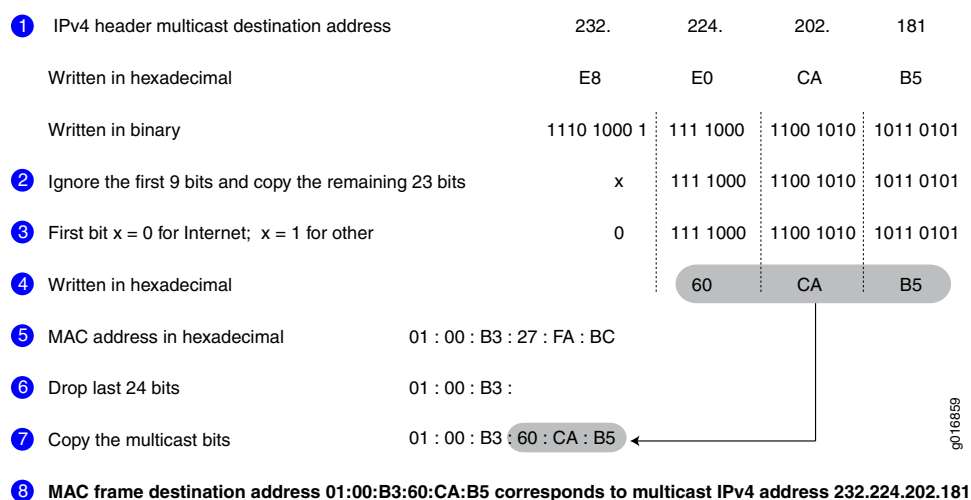 1 IPv4 header multicast destination address 232. 224. 202. 181
Written in hexadecimal E8 E0 CA B5
Written in binary 1110 1000 1 111 1000 1100 1010 1011 0101
2 Ignore the first 9 bits and copy the remaining 23 bits x 111 1000 1100 1010 1011 0101
3 First bit x = 0 for Internet; x = 1 for other 0 111 1000 1100 1010 1011 0101
4 Written in hexadecimal 60 CA B5
5 MAC address in hexadecimal 01 : 00 : B3 : 27 : FA : BC
6 Drop last 24 bits 01 : 00 : B3 :
7 Copy the multicast bits 01 : 00 : B3 : 60 : CA : B5
g016859
8 MAC frame destination address 01:00:B3:60:CA:B5 corresponds to multicast IPv4 address 232.224.202.181